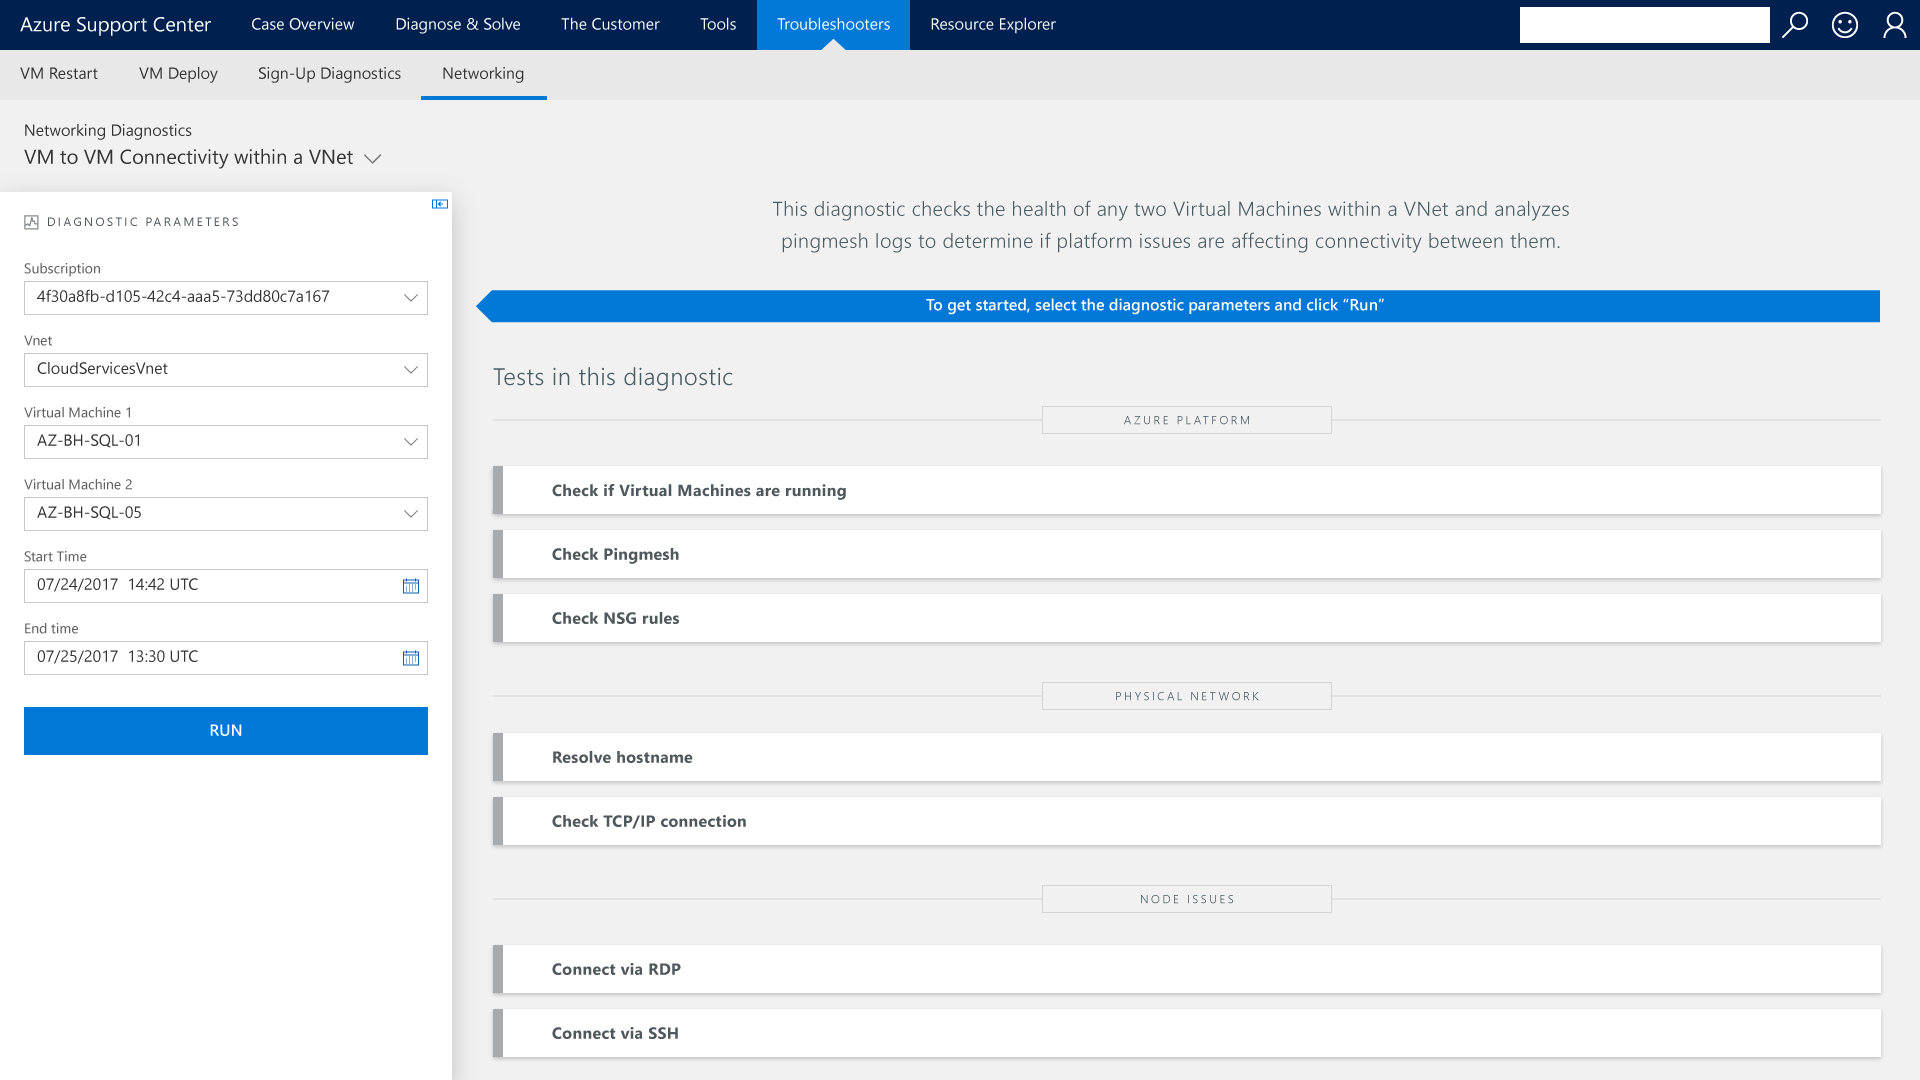 Azure Support Center
Case Overview
Diagnose & Solve
The Customer
Tools
Troubleshooters
Resource Explorer
VM Restart
VM Deploy
Sign-Up Diagnostics
Networking
Networking Diagnostics
VM to VM Connectivity within a VNet
DIAGNOSTIC PARAMETERS
Subscription
4f30a8fb-d105-42c4-aaa5-73dd80c7a167
Vnet
CloudServicesVnet
Virtual Machine 1
AZ-BH-SQL-01
Virtual Machine 2
AZ-BH-SQL-05
Start Time
07/24/2017 14:42 UTC
End time
07/25/2017 13:30 UTC
RUN
This diagnostic checks the health of any two Virtual Machines within a VNet and analyzes
pingmesh logs to determine if platform issues are affecting connectivity between them.
To get started, select the diagnostic parameters and click “Run”
Tests in this diagnostic
AZURE PLATFORM
Check if Virtual Machines are running
Check Pingmesh
Check NSG rules
PHYSICAL NETWORK
Resolve hostname
Check TCP/IP connection
NODE ISSUES
Connect via RDP
Connect via SSH